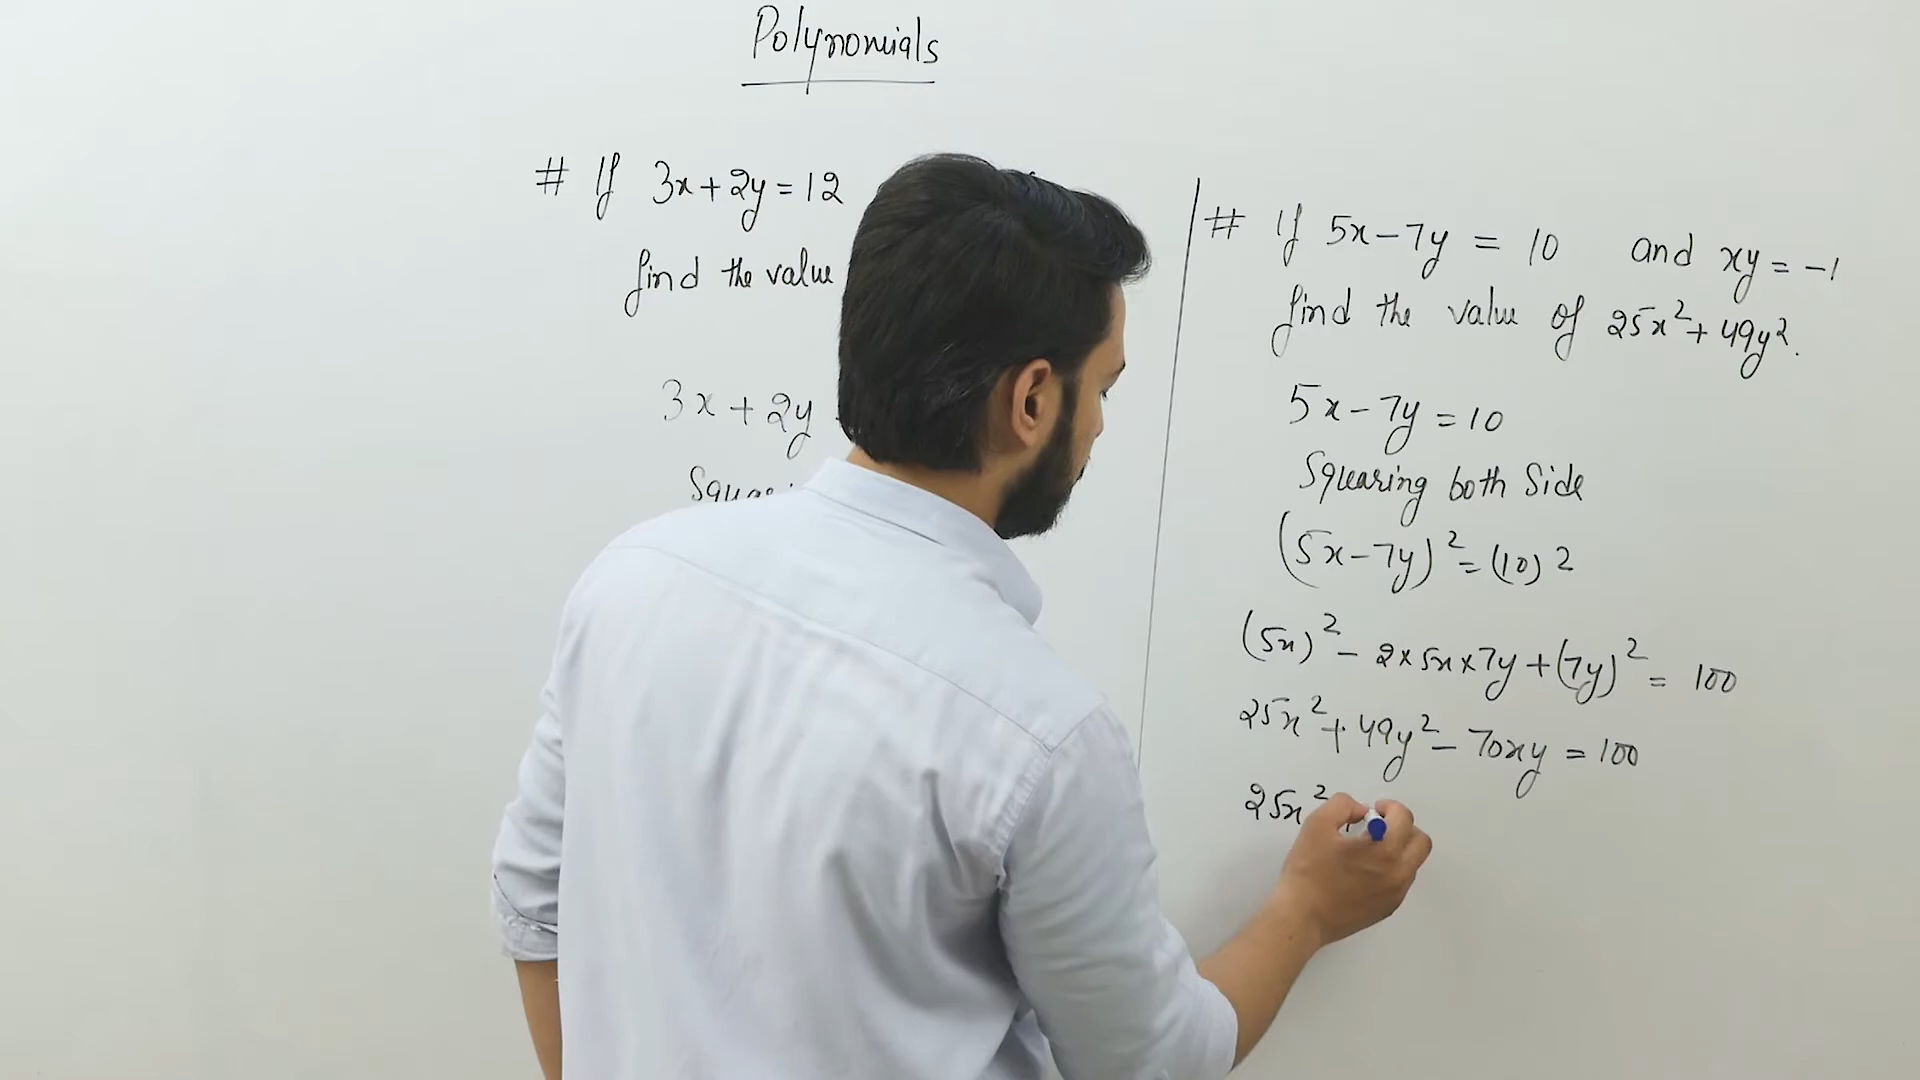 Polynomials
# If 3x+2y=12
find the value
3x + 2y
Squari
# If 5x-7y = 10 and xy = -1
find the value of 25x²+49y².
5x-7y=10
Squaring both Side
(5x-7y)²=(10)²
(5x)²- 2×5x×7y+(7y)²= 100
25x²+49y²-70xy=100
25x²